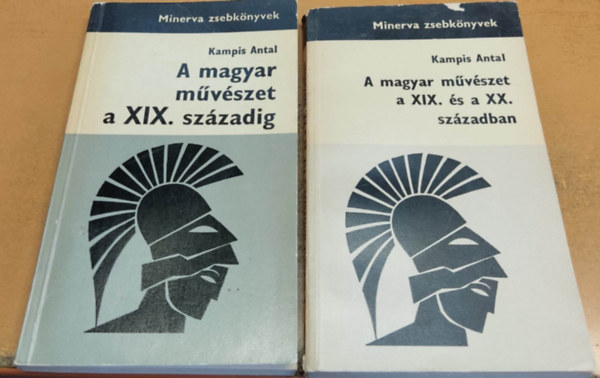 Minerva zsebkönyvek
Kampis Antal
A magyar
művészet
a XIX. századig
Minerva zsebkönyvek
Kampis Antal
A magyar művészet
a XIX. és a XX.
században